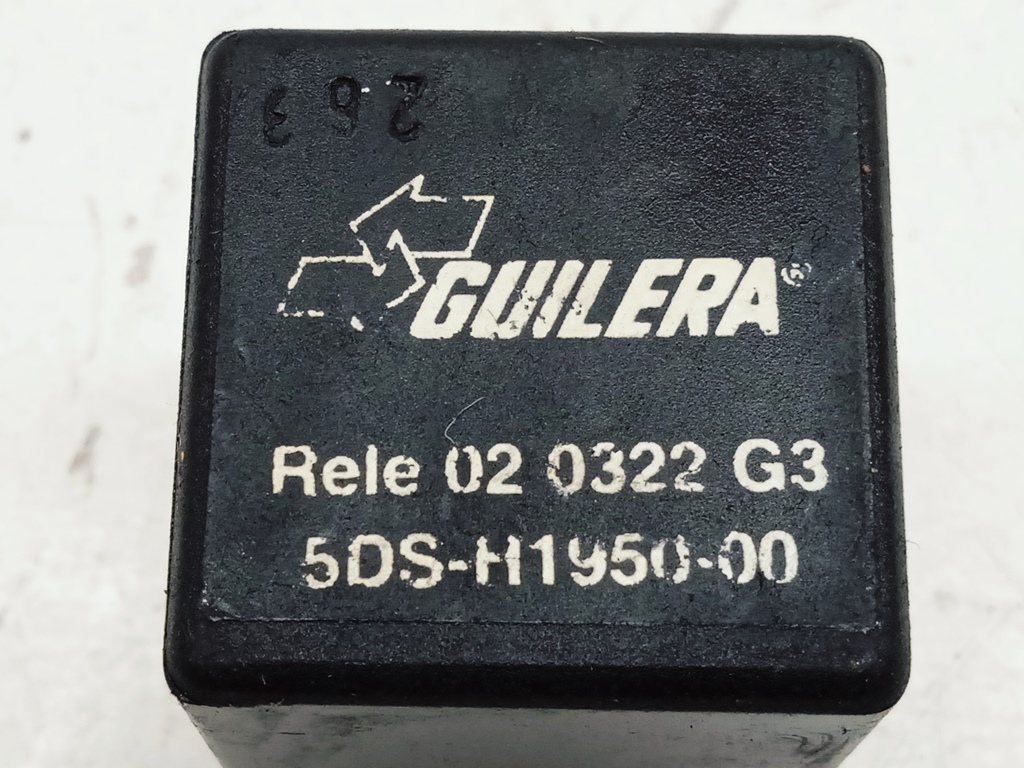 263
GUILERA®
Rele 02 0322 G3
5DS-H1950-00